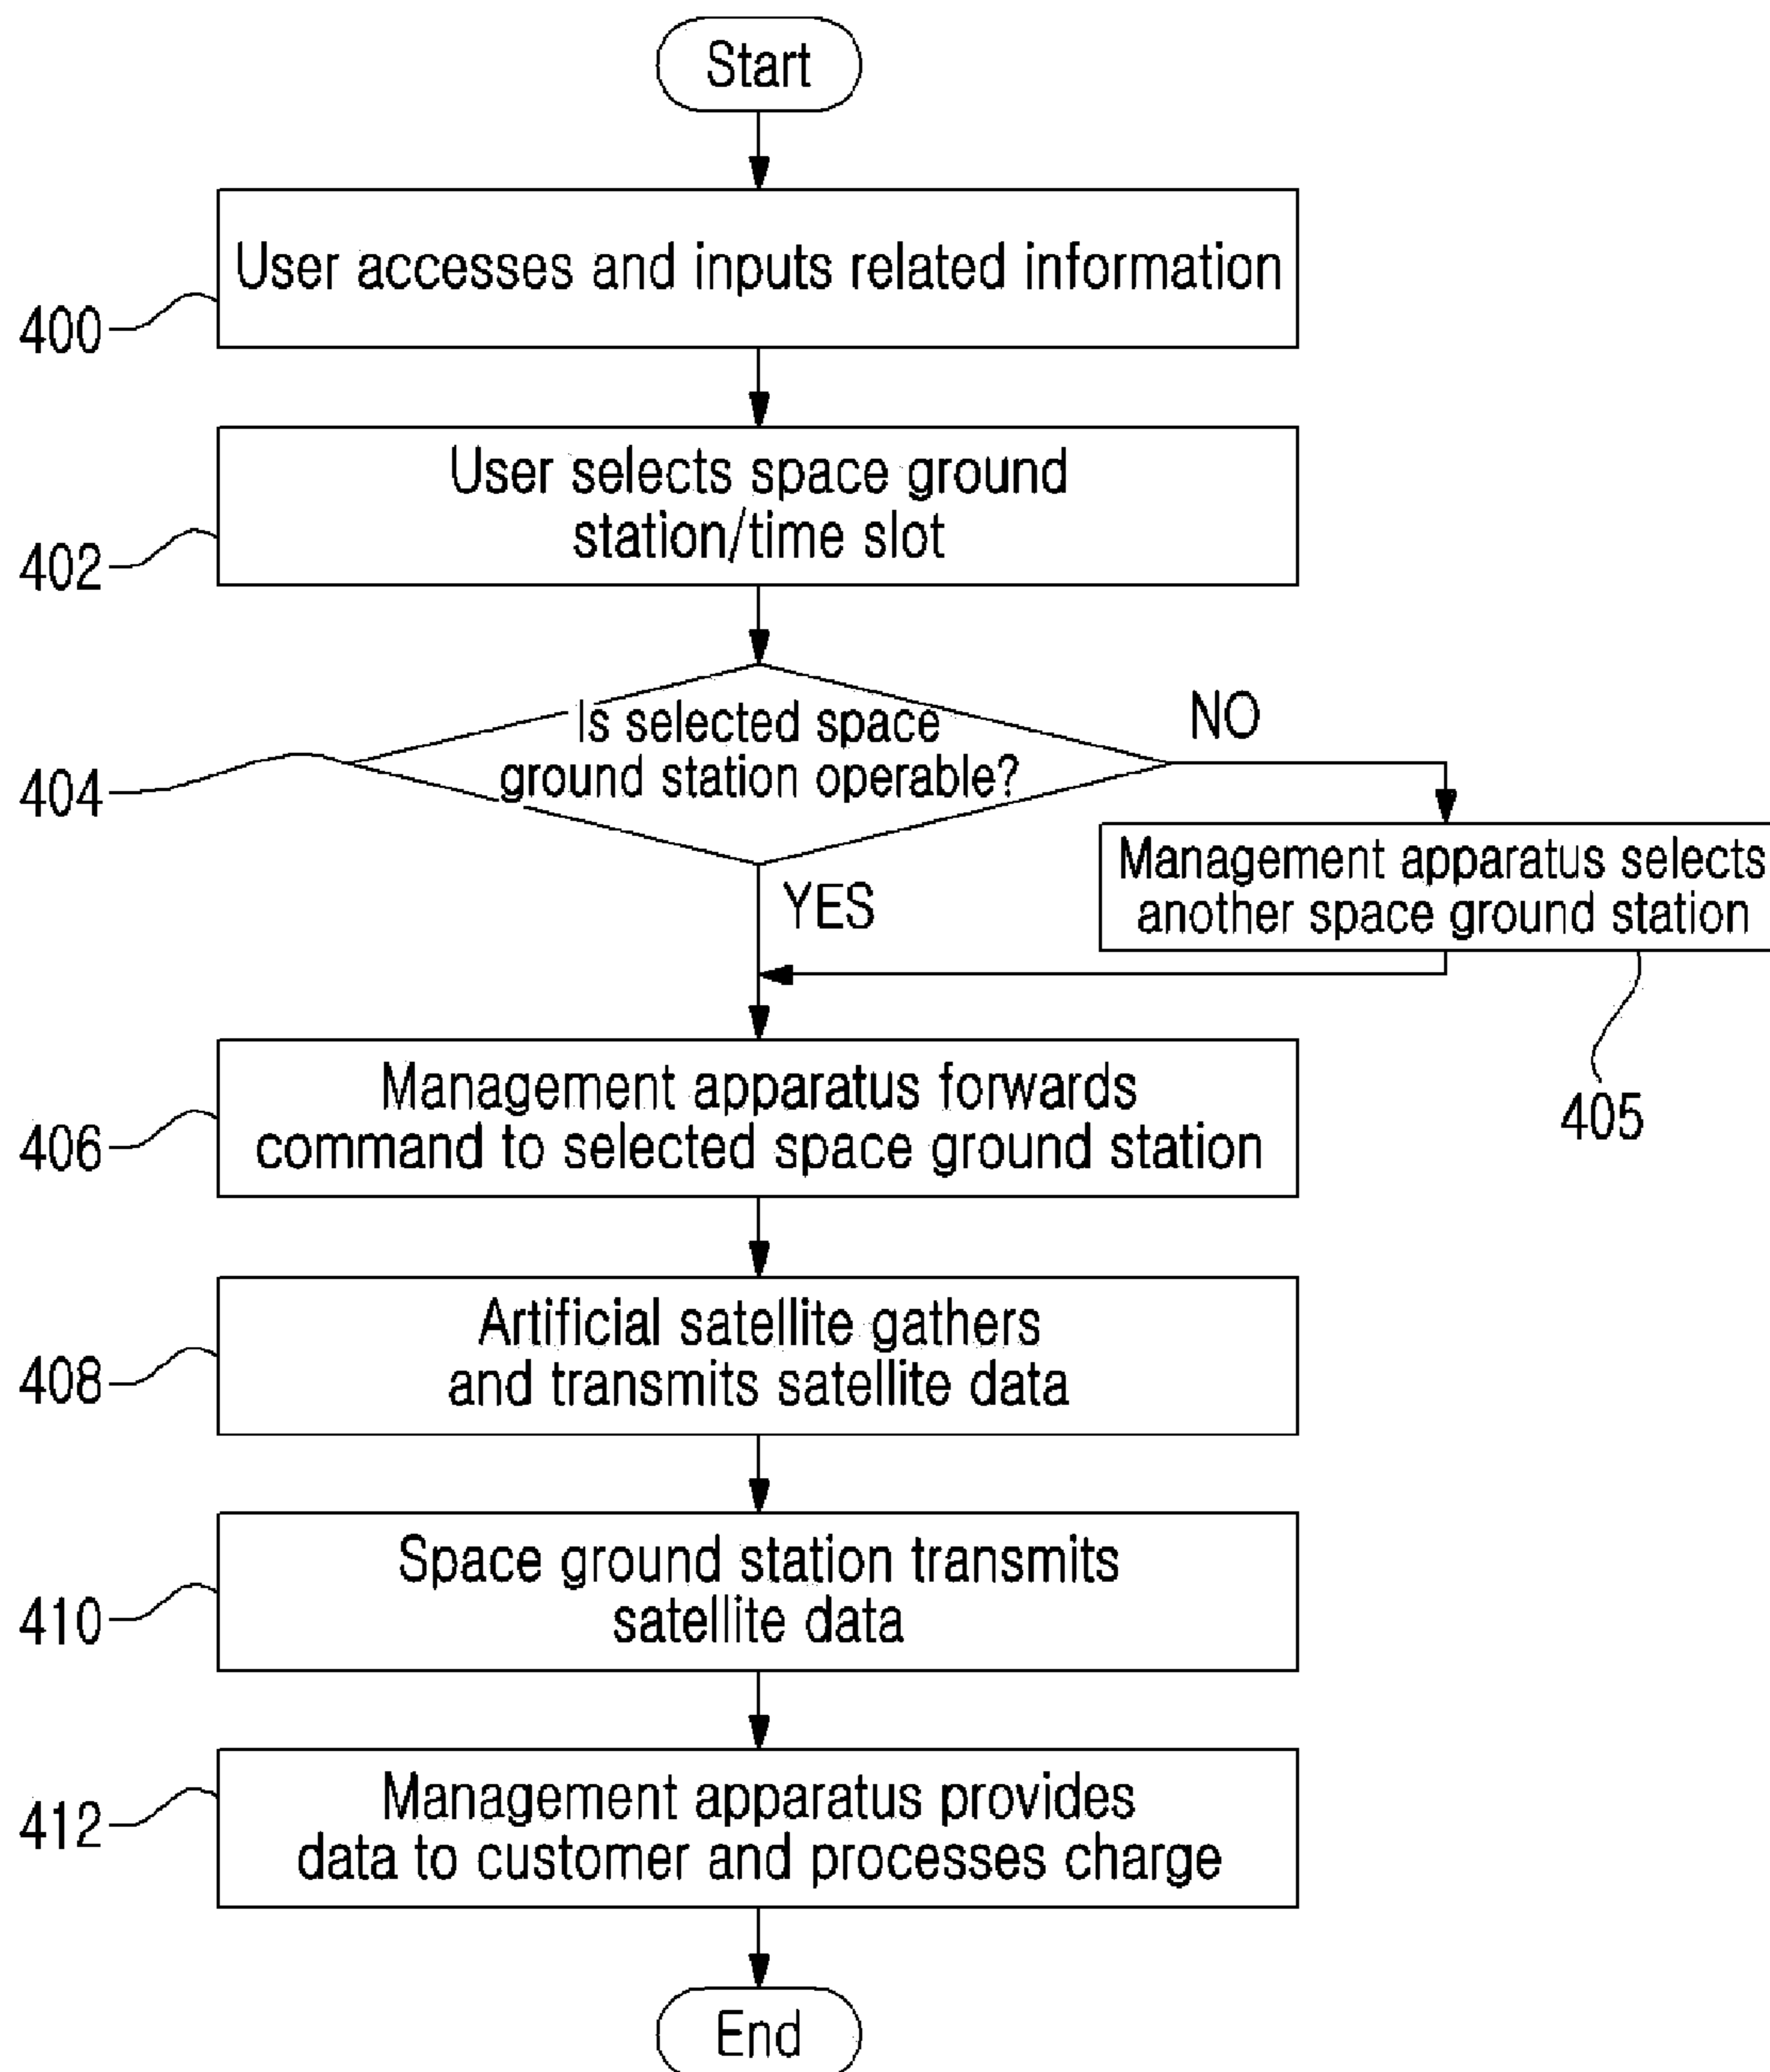 Start
User accesses and inputs related information
400
User selects space ground
station/time slot
402
Is selected space
ground station operable?
404
NO
Management apparatus selects
another space ground station
405
YES
Management apparatus forwards
command to selected space ground station
406
Artificial satellite gathers
and transmits satellite data
408
Space ground station transmits
satellite data
410
Management apparatus provides
data to customer and processes charge
412
End